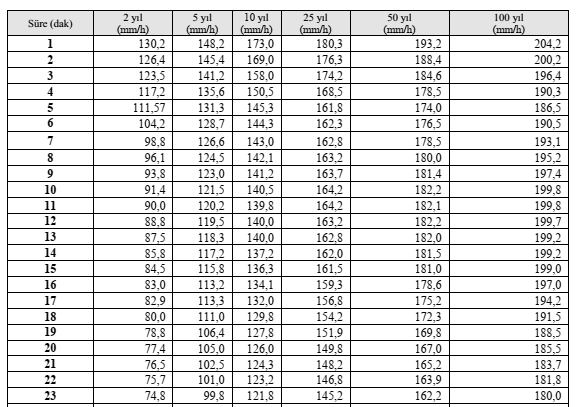 Süre (dak) 2 yıl (mm/h) 5 yıl (mm/h) 10 yıl (mm/h) 25 yıl (mm/h) 50 yıl (mm/h) 100 yıl (mm/h)
1 130,2 148,2 173,0 180,3 193,2 204,2
2 126,4 145,4 169,0 176,3 188,4 200,2
3 123,5 141,2 158,0 174,2 184,6 196,4
4 117,2 135,6 150,5 168,5 178,5 190,3
5 111,57 131,3 145,3 161,8 174,0 186,5
6 104,2 128,7 144,3 162,3 176,5 190,5
7 98,8 126,6 143,0 162,8 178,5 193,1
8 96,1 124,5 142,1 163,2 180,0 195,2
9 93,8 123,0 141,2 163,7 181,4 197,4
10 91,4 121,5 140,5 164,2 182,2 199,8
11 90,0 120,2 139,8 164,2 182,1 199,8
12 88,8 119,5 140,0 163,2 182,2 199,7
13 87,5 118,3 140,0 162,8 182,0 199,2
14 85,8 117,2 137,2 162,0 181,5 199,2
15 84,5 115,8 136,3 161,5 181,0 199,0
16 83,0 113,2 134,1 159,3 178,6 197,0
17 82,9 113,3 132,0 156,8 175,2 194,2
18 80,0 111,0 129,8 154,2 172,3 191,5
19 78,8 106,4 127,8 151,9 169,8 188,5
20 77,4 105,0 126,0 149,8 167,0 185,5
21 76,5 102,5 124,3 148,2 165,2 183,7
22 75,7 101,0 123,2 146,8 163,9 181,8
23 74,8 99,8 121,8 145,2 162,2 180,0